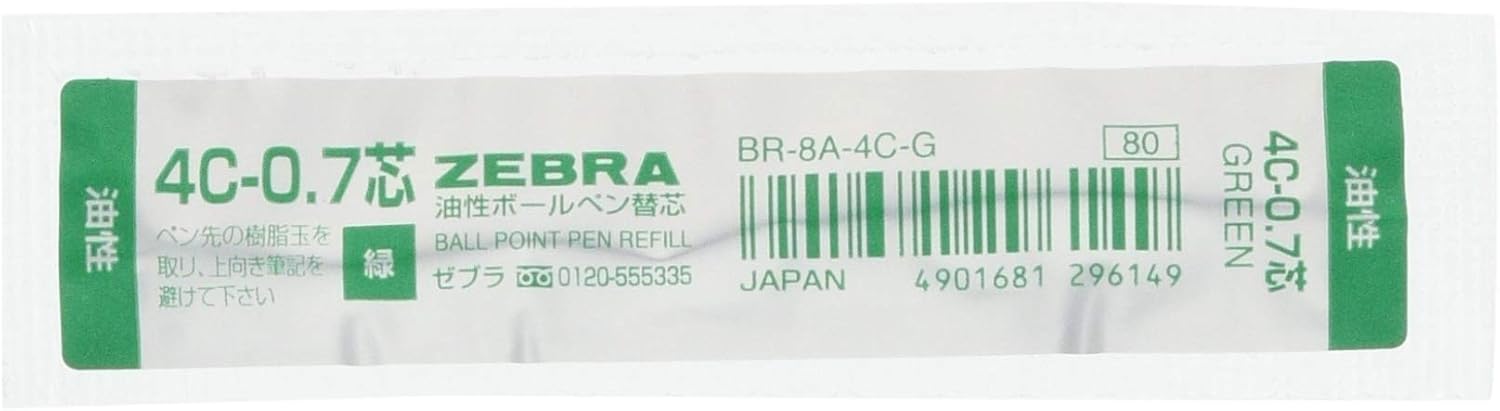 油性
4C-0.7芯
ペン先の樹脂玉を
取り、上向き筆記を
避けて下さい
緑
ZEBRA
油性ボールペン替芯
BALL POINT PEN REFILL
ゼブラ 0120-555335
BR-8A-4C-G 80
JAPAN 4901681 296149
4C-0.7芯
GREEN
油性